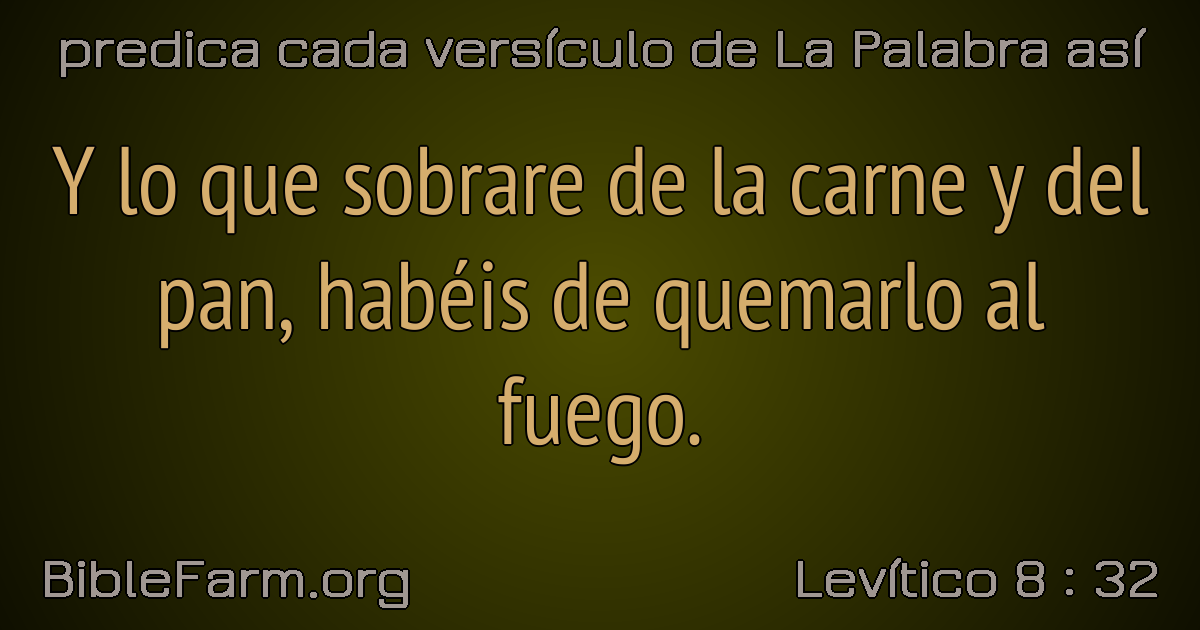 predica cada versículo de La Palabra así
Y lo que sobrare de la carne y del
pan, habéis de quemarlo al
fuego.
BibleFarm.org
Levítico 8 : 32